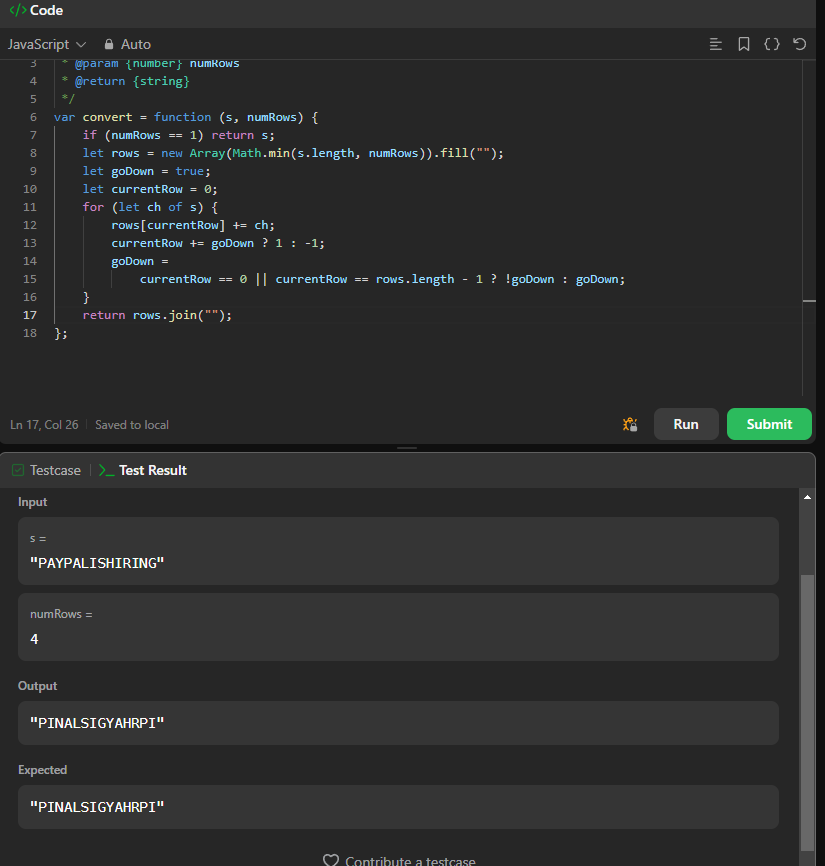 </> Code
JavaScript Auto
3 * @param {number} numRows
4 * @return {string}
5 */
6 var convert = function (s, numRows) {
7 if (numRows == 1) return s;
8 let rows = new Array(Math.min(s.length, numRows)).fill("");
9 let goDown = true;
10 let currentRow = 0;
11 for (let ch of s) {
12 rows[currentRow] += ch;
13 currentRow += goDown ? 1 : -1;
14 goDown =
15 currentRow == 0 || currentRow == rows.length - 1 ? !goDown : goDown;
16 }
17 return rows.join("");
18 };
Ln 17, Col 26 Saved to local Run Submit
Testcase >_ Test Result
Input
s =
"PAYPALISHIRING"
numRows =
4
Output
"PINALSIGYAHRPI"
Expected
"PINALSIGYAHRPI"
Contribute a testcase